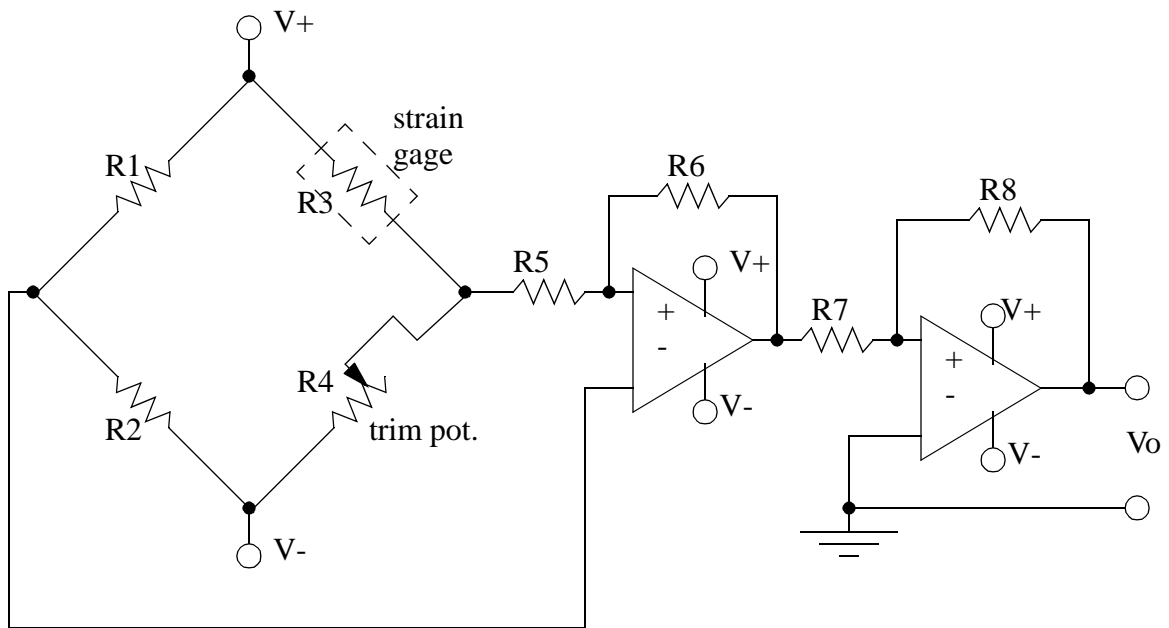 V+
strain
gage
R1
R3
R6
R8
R5
V+
R7
V+
+
-
+
-
R4
R2
trim pot.
V-
V-
Vo
V-